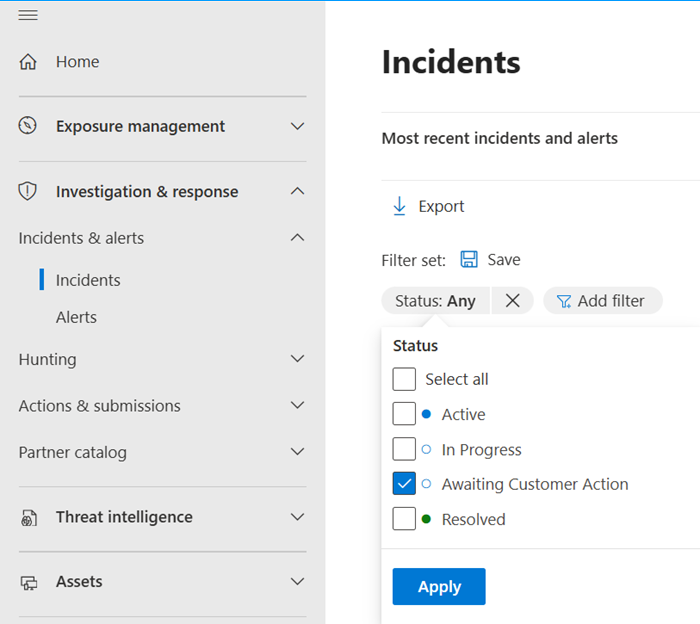 Home
Exposure management
Investigation & response
Incidents & alerts
Incidents
Alerts
Hunting
Actions & submissions
Partner catalog
Threat intelligence
Assets
Incidents
Most recent incidents and alerts
Export
Filter set: Save
Status: Any Add filter
Status
Select all
Active
In Progress
Awaiting Customer Action
Resolved
Apply